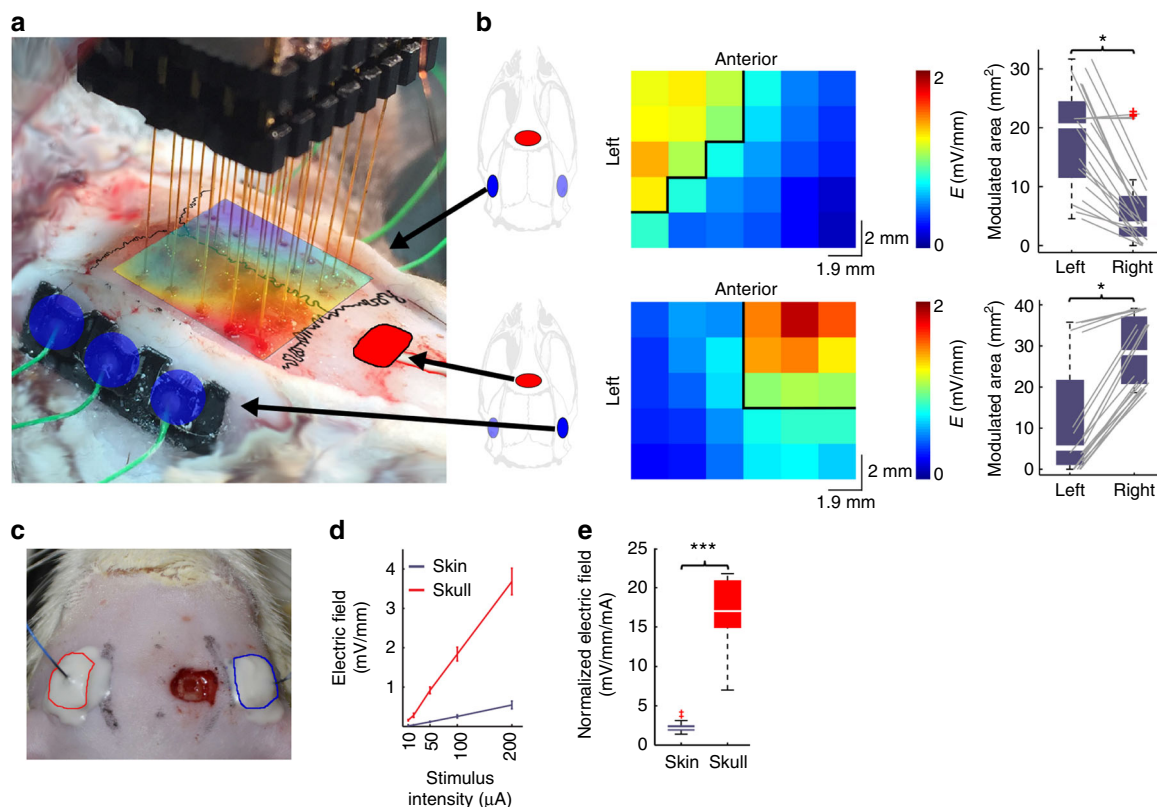 a
b
Anterior
Left
2
0
E (mV/mm)
2 mm
1.9 mm
Modulated area (mm²)
30
20
10
0
*
Left Right
Anterior
Left
2
0
E (mV/mm)
2 mm
1.9 mm
Modulated area (mm²)
40
30
20
10
0
*
Left Right
c
d
Electric field
(mV/mm)
4
3
2
1
Skin
Skull
10
50
100
200
Stimulus
intensity (μA)
e
Normalized electric field
(mV/mm/mA)
25
20
15
10
5
0
***
Skin Skull